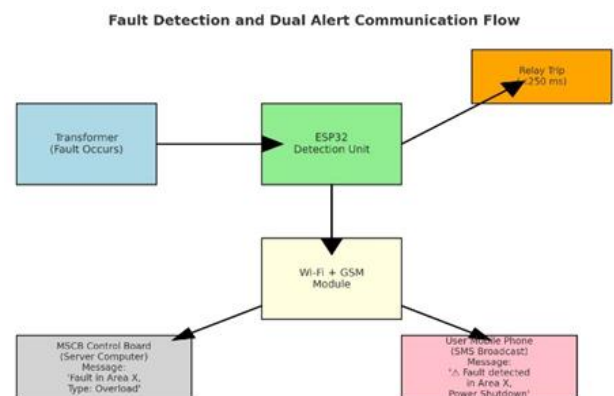 Fault Detection and Dual Alert Communication Flow
Relay Trip
(<250 ms)
Transformer
(Fault Occurs)
ESP32
Detection Unit
Wi-Fi + GSM
Module
MSCB Control Board
(Server Computer)
Message:
'Fault in Area X,
Type: Overload'
User Mobile Phone
(SMS Broadcast)
Message:
'⚠ Fault detected
in Area X,
Power Shutdown'